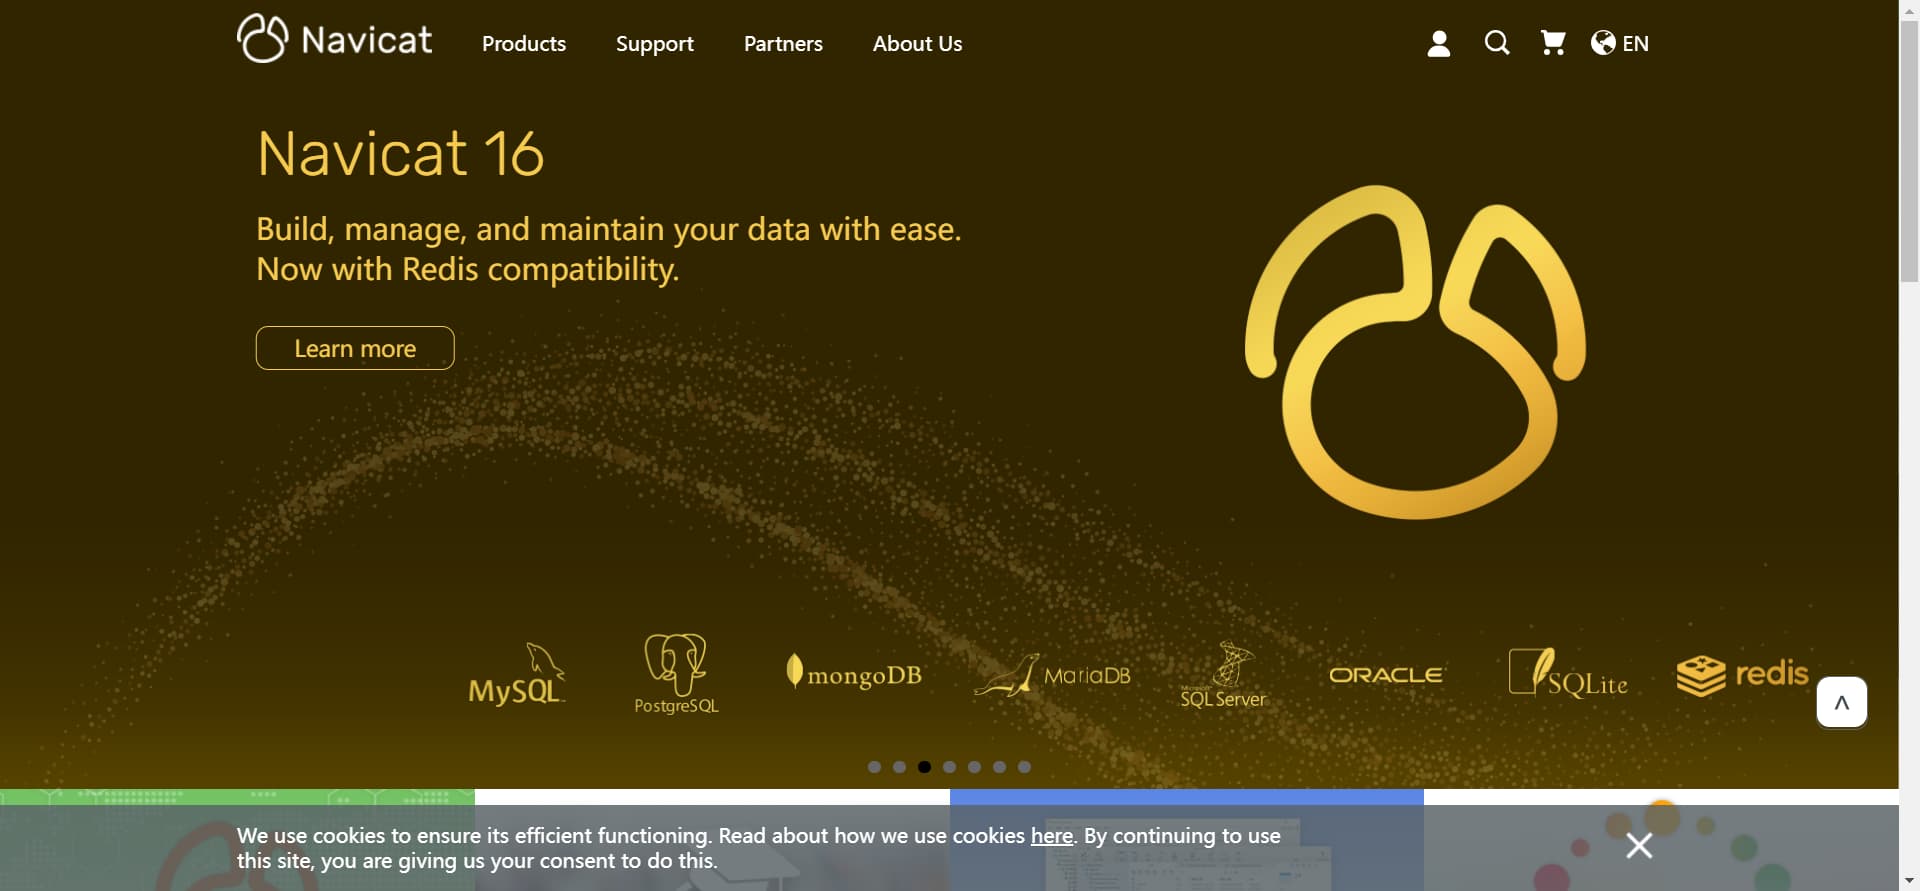 Navicat
Products
Support
Partners
About Us
EN
Navicat 16
Build, manage, and maintain your data with ease.
Now with Redis compatibility.
Learn more
MySQL
PostgreSQL
mongoDB
MariaDB
Microsoft
SQL Server
ORACLE
SQLite
redis
We use cookies to ensure its efficient functioning. Read about how we use cookies here. By continuing to use
this site, you are giving us your consent to do this.